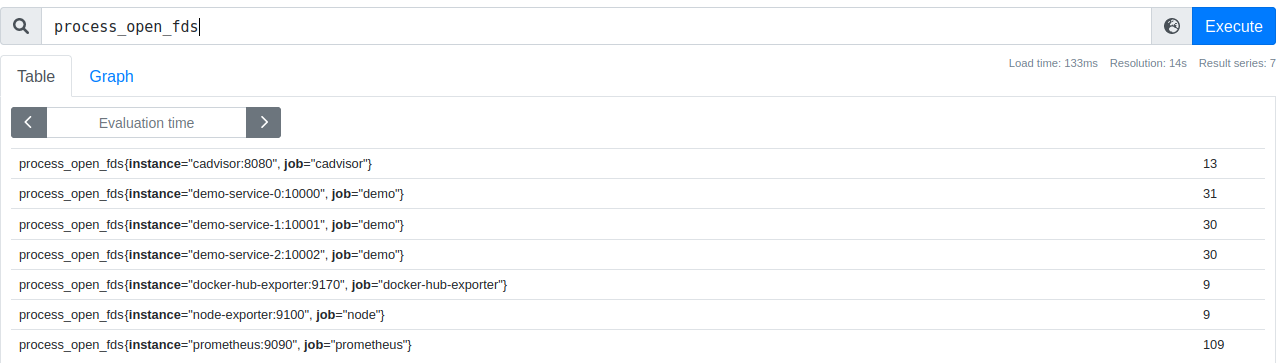 process_open_fds Execute
Load time: 133ms Resolution: 14s Result series: 7
Table Graph
Evaluation time
process_open_fds{instance="cadvisor:8080", job="cadvisor"} 13
process_open_fds{instance="demo-service-0:10000", job="demo"} 31
process_open_fds{instance="demo-service-1:10001", job="demo"} 30
process_open_fds{instance="demo-service-2:10002", job="demo"} 30
process_open_fds{instance="docker-hub-exporter:9170", job="docker-hub-exporter"} 9
process_open_fds{instance="node-exporter:9100", job="node"} 9
process_open_fds{instance="prometheus:9090", job="prometheus"} 109